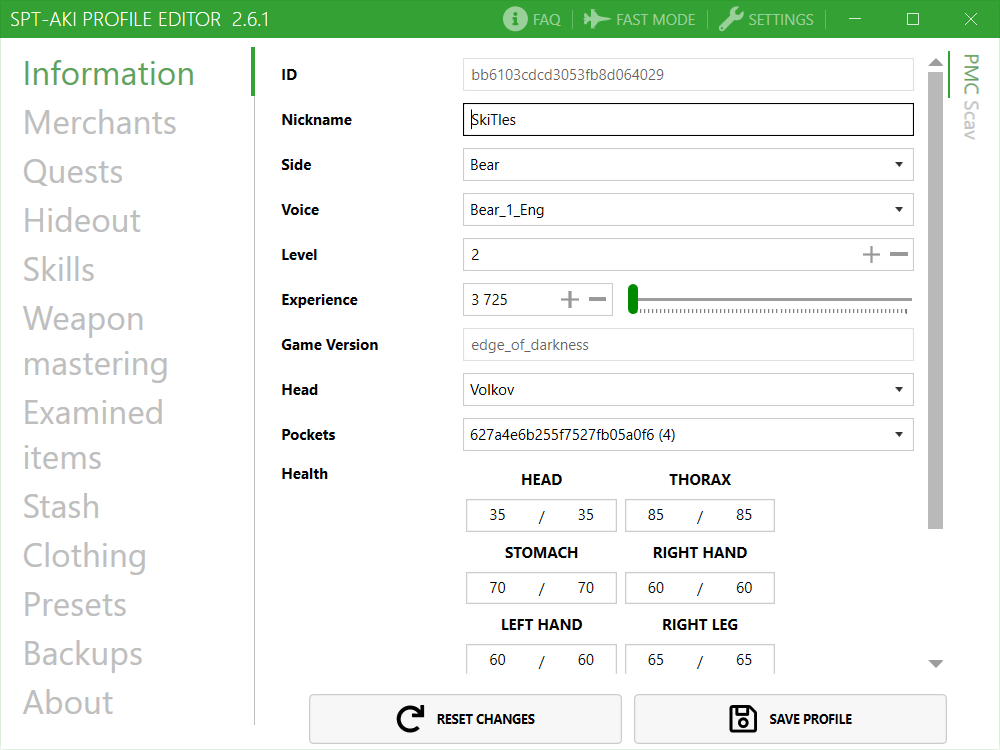 SPT-AKI PROFILE EDITOR 2.6.1
FAQ
FAST MODE
SETTINGS
Information
Merchants
Quests
Hideout
Skills
Weapon
mastering
Examined
items
Stash
Clothing
Presets
Backups
About
ID
bb6103cdcd3053fb8d064029
Nickname
SkiTles
Side
Bear
Voice
Bear_1_Eng
Level
2
Experience
3 725
Game Version
edge_of_darkness
Head
Volkov
Pockets
627a4e6b255f7527fb05a0f6 (4)
Health
HEAD
35 / 35
THORAX
85 / 85
STOMACH
70 / 70
RIGHT HAND
60 / 60
LEFT HAND
60 / 60
RIGHT LEG
65 / 65
PMC
Scav
RESET CHANGES
SAVE PROFILE